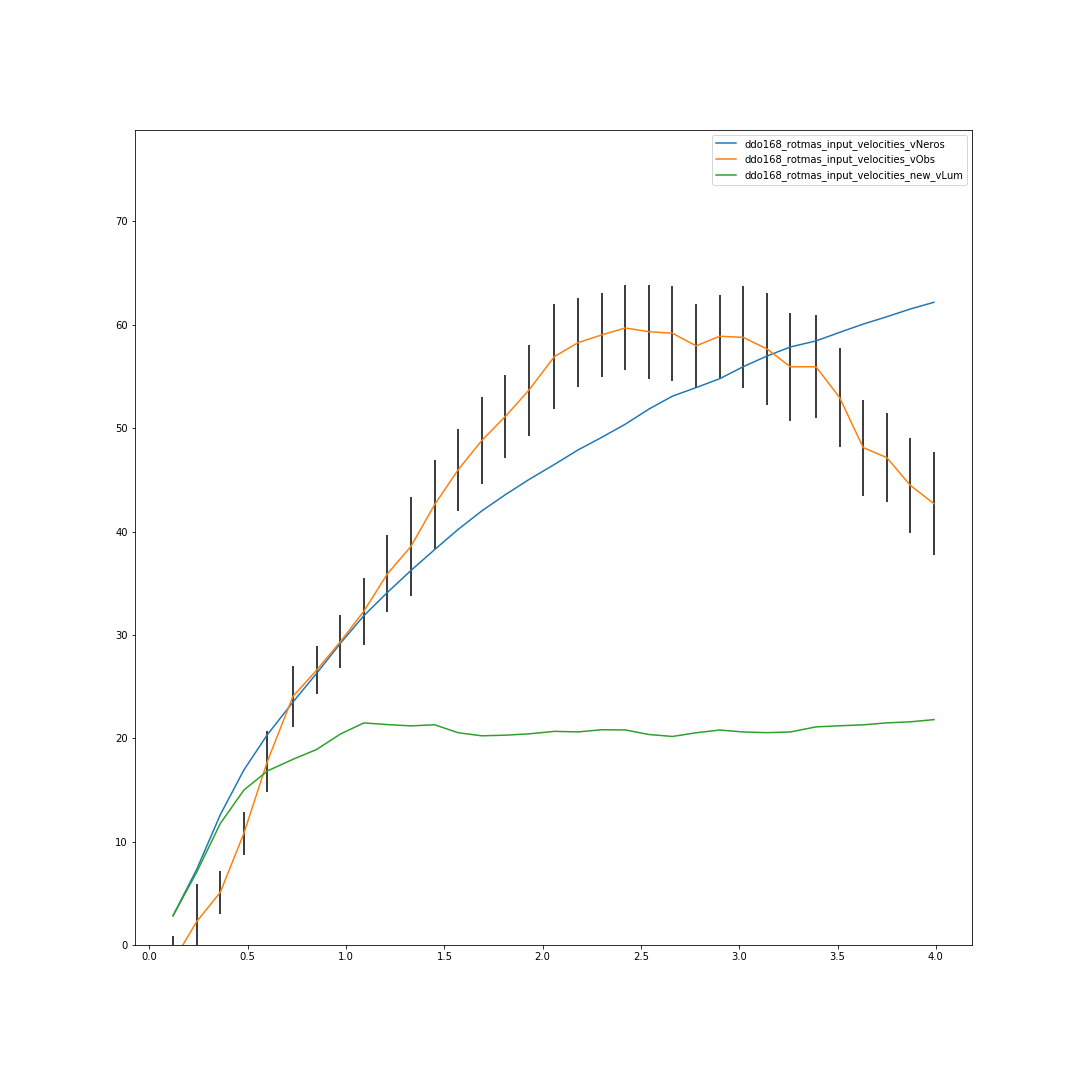 ddo168_rotmas_input_velocities_vNeros
ddo168_rotmas_input_velocities_vObs
ddo168_rotmas_input_velocities_new_vLum
70
60
50
40
30
20
10
0
0.0 0.5 1.0 1.5 2.0 2.5 3.0 3.5 4.0